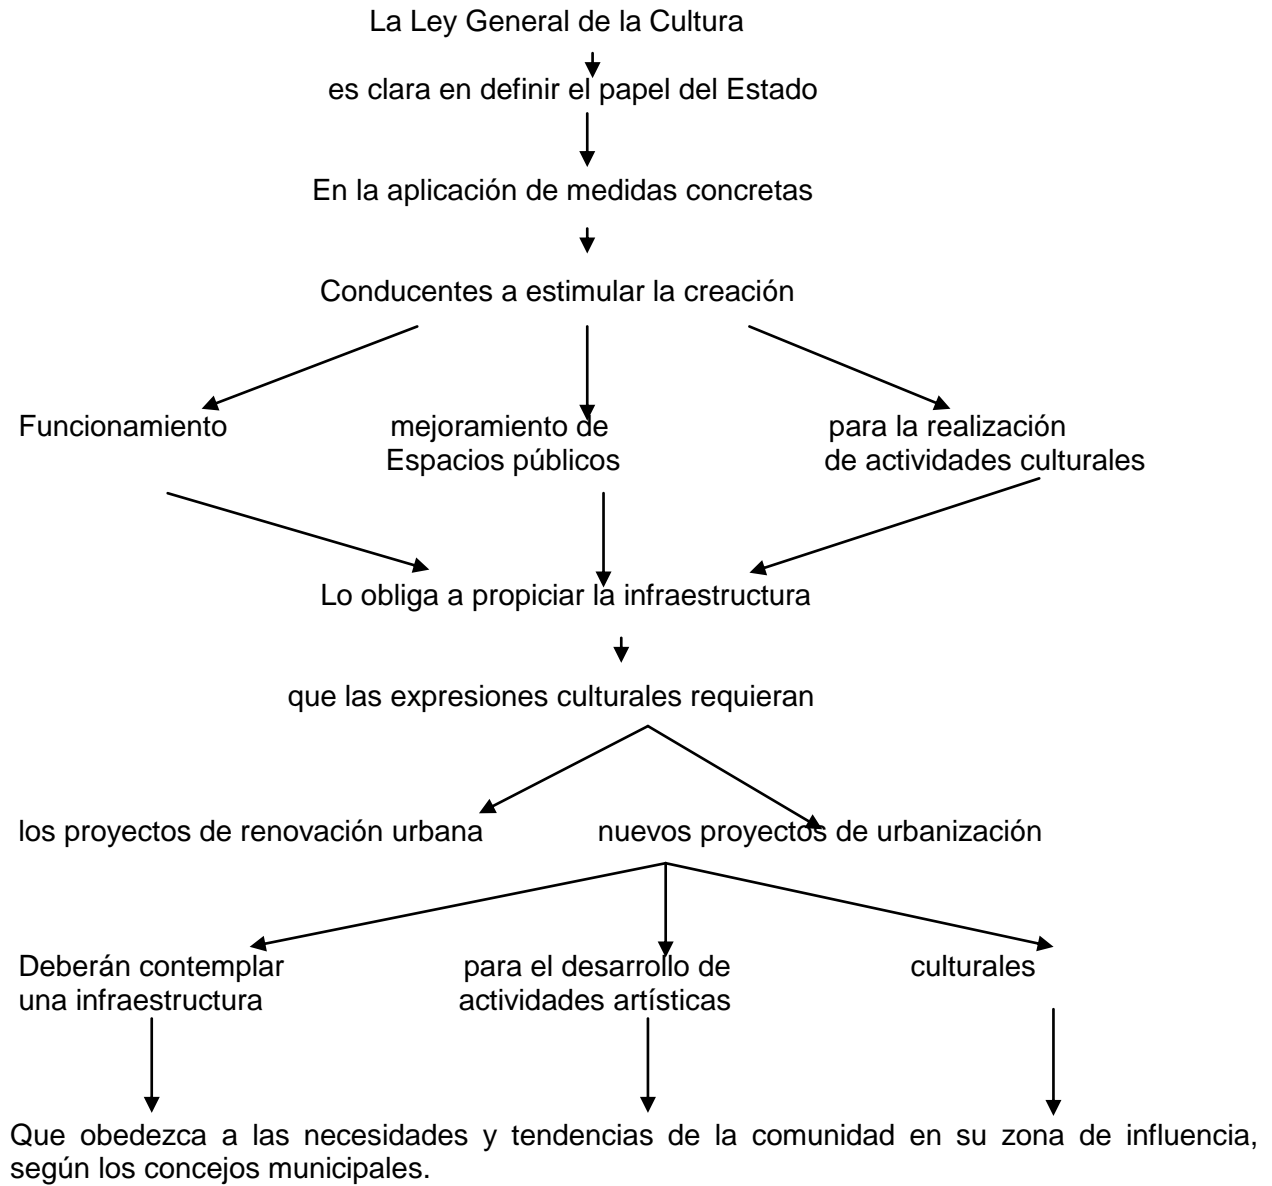 La Ley General de la Cultura
es clara en definir el papel del Estado
En la aplicación de medidas concretas
Conducentes a estimular la creación
Funcionamiento
mejoramiento de
Espacios públicos
para la realización
de actividades culturales
Lo obliga a propiciar la infraestructura
que las expresiones culturales requieran
los proyectos de renovación urbana
nuevos proyectos de urbanización
Deberán contemplar
una infraestructura
para el desarrollo de
actividades artísticas
culturales
Que obedezca a las necesidades y tendencias de la comunidad en su zona de influencia,
según los concejos municipales.